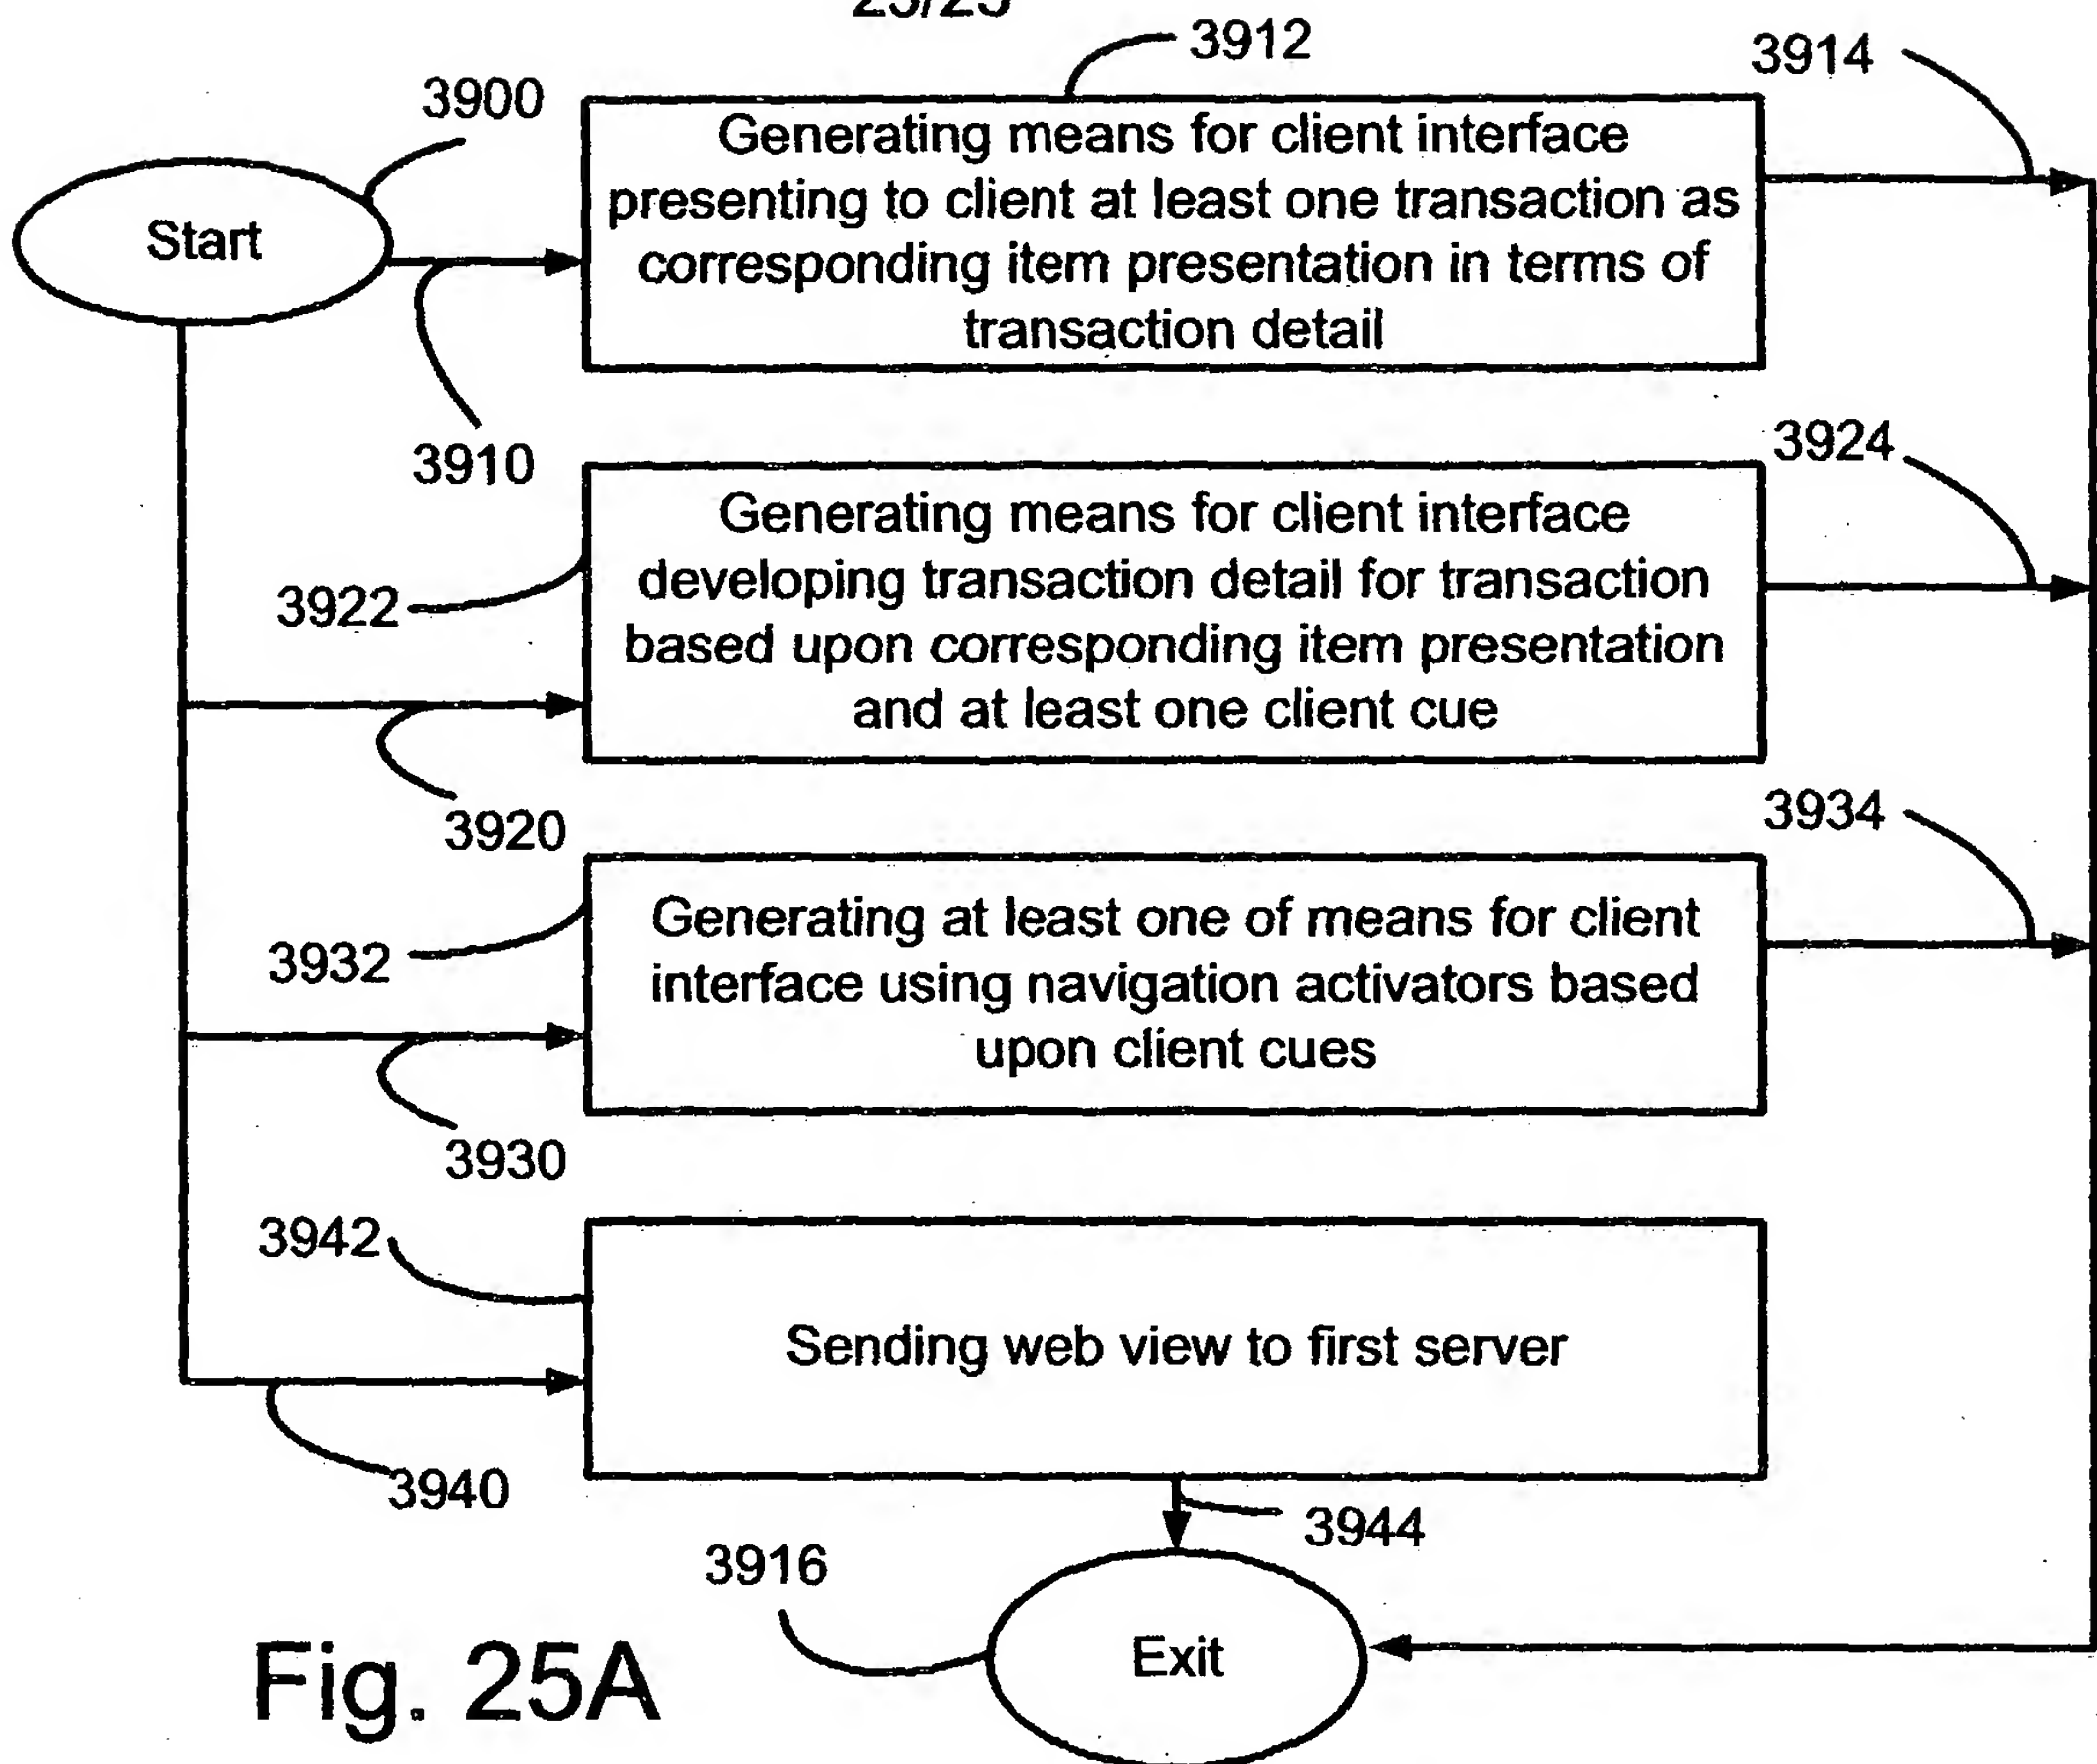 3912
3914
3900
Generating means for client interface
presenting to client at least one transaction as
corresponding item presentation in terms of
transaction detail
Start
3910
3924
Generating means for client interface
developing transaction detail for transaction
based upon corresponding item presentation
and at least one client cue
3922
3920
3934
Generating at least one of means for client
interface using navigation activators based
upon client cues
3932
3930
3942
Sending web view to first server
3940
3944
3916
Exit
Fig. 25A